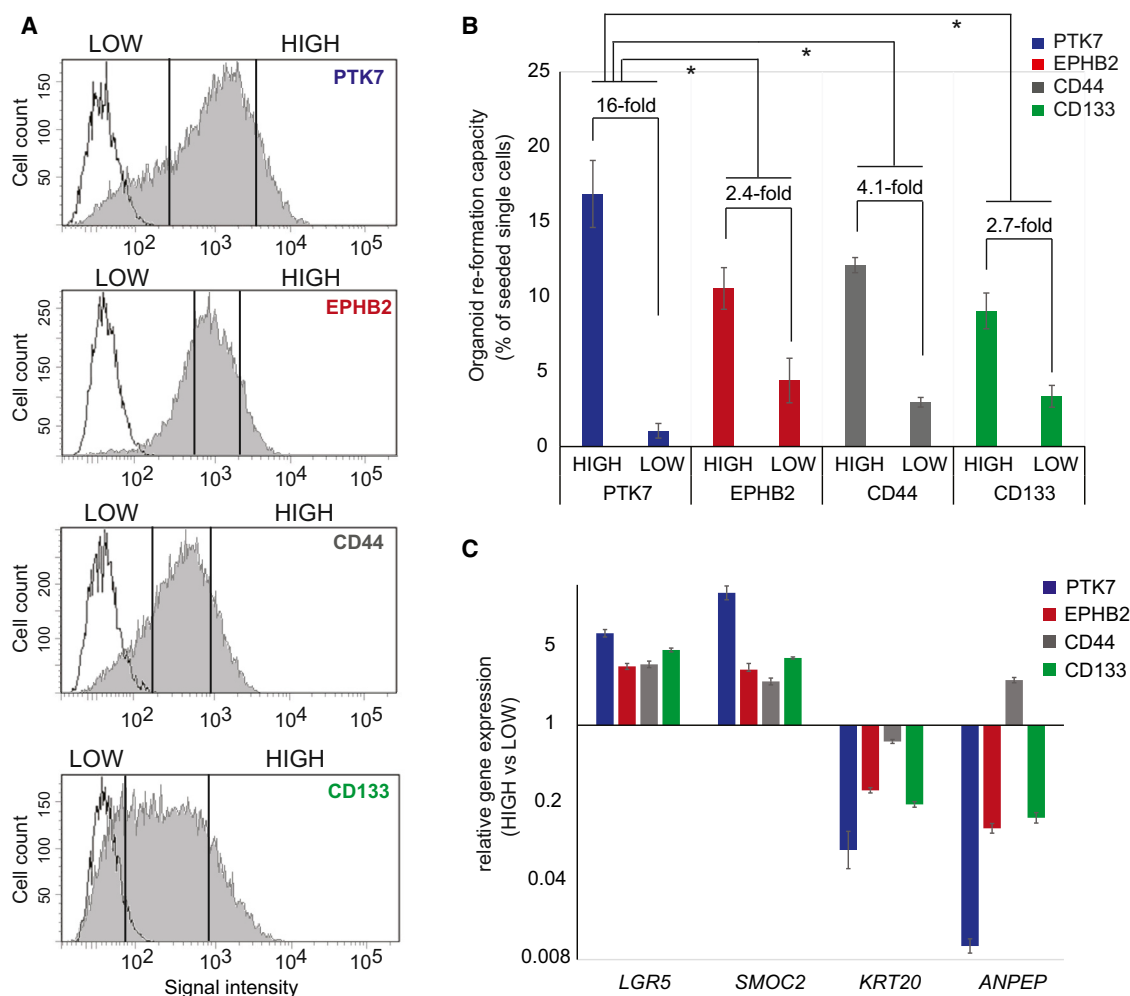 A
LOW HIGH
PTK7
Cell count
150
100
50
10² 10³ 10⁴ 10⁵
LOW HIGH
EPHB2
Cell count
250
150
50
10² 10³ 10⁴ 10⁵
LOW HIGH
CD44
Cell count
200
100
10² 10³ 10⁴ 10⁵
LOW HIGH
CD133
Cell count
150
100
50
10² 10³ 10⁴ 10⁵
Signal intensity
B
* * *
PTK7
EPHB2
CD44
CD133
Organoid re-formation capacity
(% of seeded single cells)
25
20
15
10
5
0
16-fold
2.4-fold
4.1-fold
2.7-fold
HIGH LOW HIGH LOW HIGH LOW HIGH LOW
PTK7 EPHB2 CD44 CD133
C
PTK7
EPHB2
CD44
CD133
relative gene expression
(HIGH vs LOW)
5
1
0.2
0.04
0.008
LGR5 SMOC2 KRT20 ANPEP